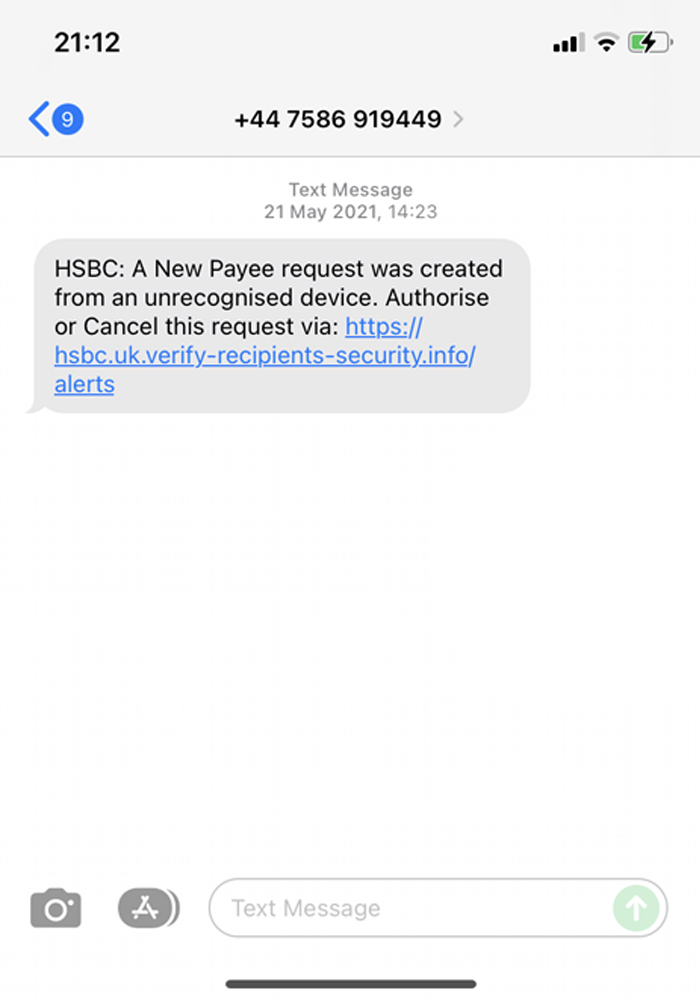 21:12
9
+44 7586 919449
Text Message
21 May 2021, 14:23
HSBC: A New Payee request was created
from an unrecognised device. Authorise
or Cancel this request via: https://
hsbc.uk.verify-recipients-security.info/
alerts
Text Message